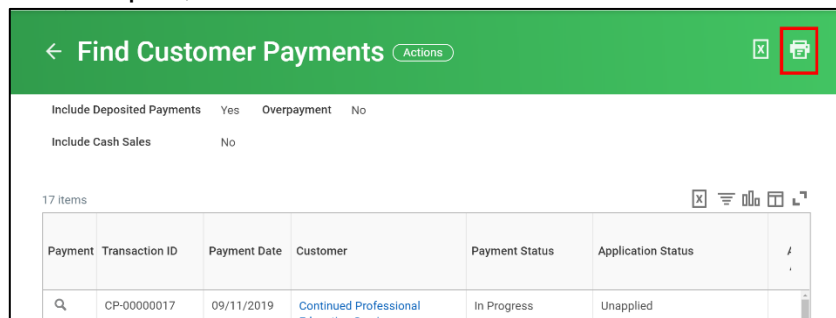 Find Customer Payments Actions
Include Deposited Payments Yes Overpayment No
Include Cash Sales No
17 items
Payment Transaction ID Payment Date Customer Payment Status Application Status
CP-00000017 09/11/2019 Continued Professional In Progress Unapplied